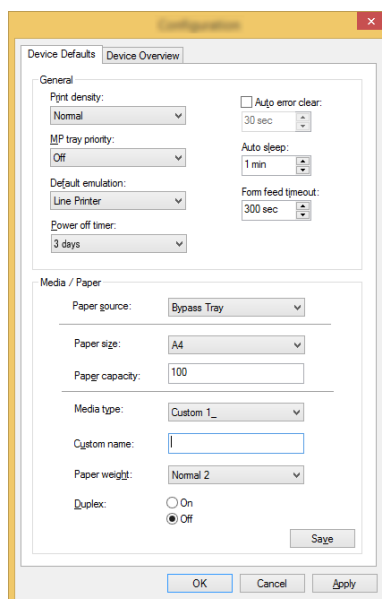 Configuration
Device Defaults Device Overview
General
Print density:
Normal
Auto error clear:
30 sec
MP tray priority:
Off
Auto sleep:
1 min
Default emulation:
Line Printer
Form feed timeout:
300 sec
Power off timer:
3 days
Media / Paper
Paper source: Bypass Tray
Paper size: A4
Paper capacity: 100
Media type: Custom 1_
Custom name:
Paper weight: Normal 2
Duplex: On
Off
Save
OK Cancel Apply